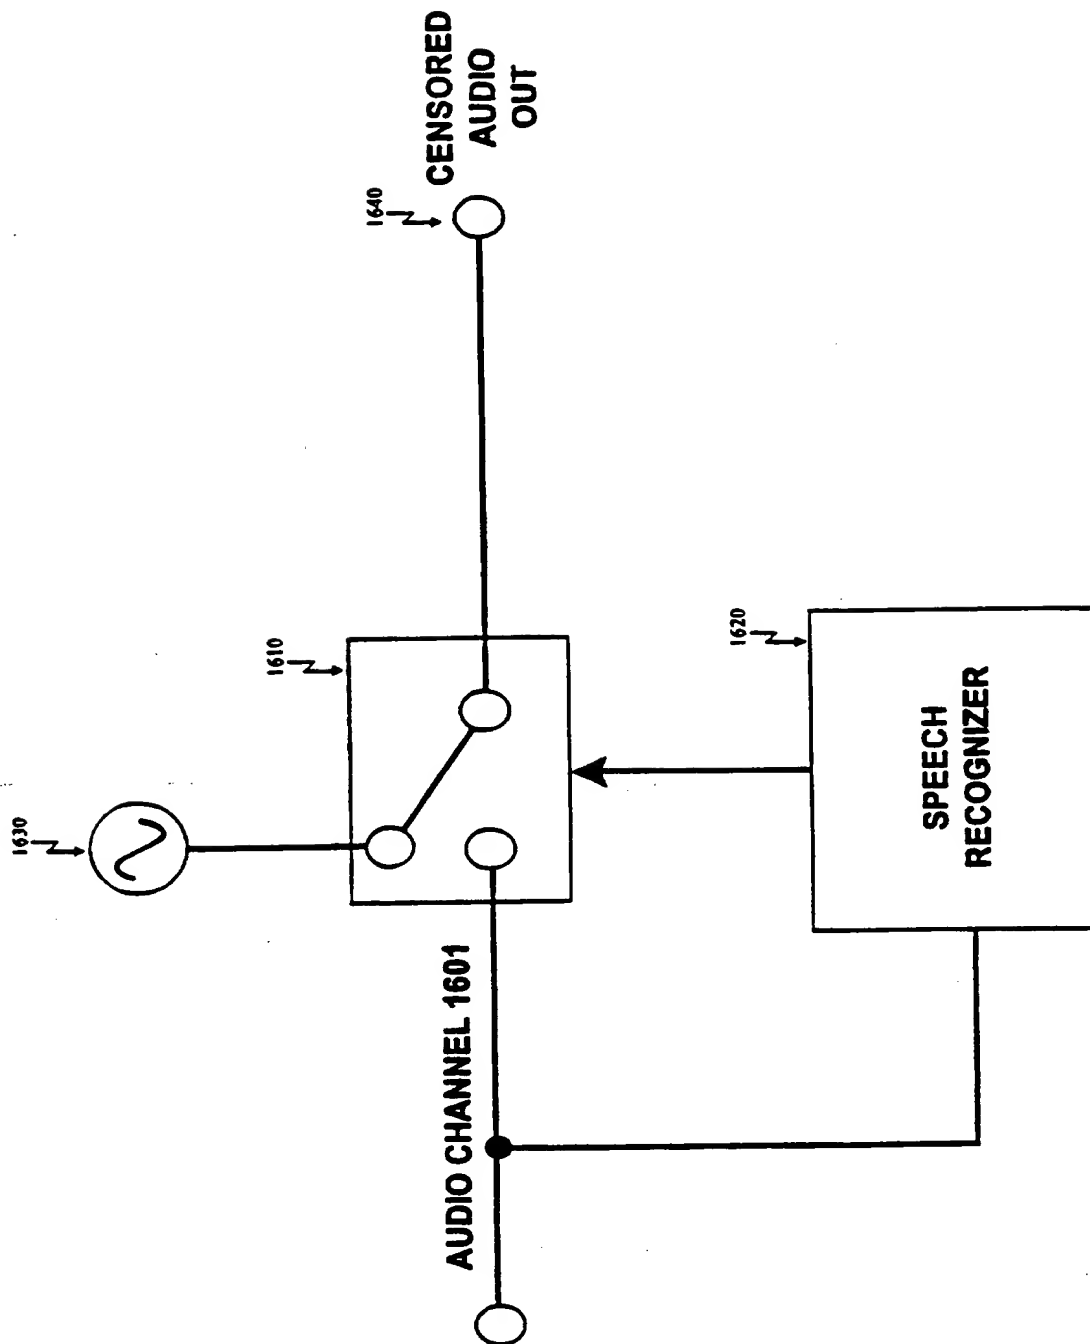 1630
1610
1640
CENSORED
AUDIO
OUT
AUDIO CHANNEL 1601
1620
SPEECH
RECOGNIZER